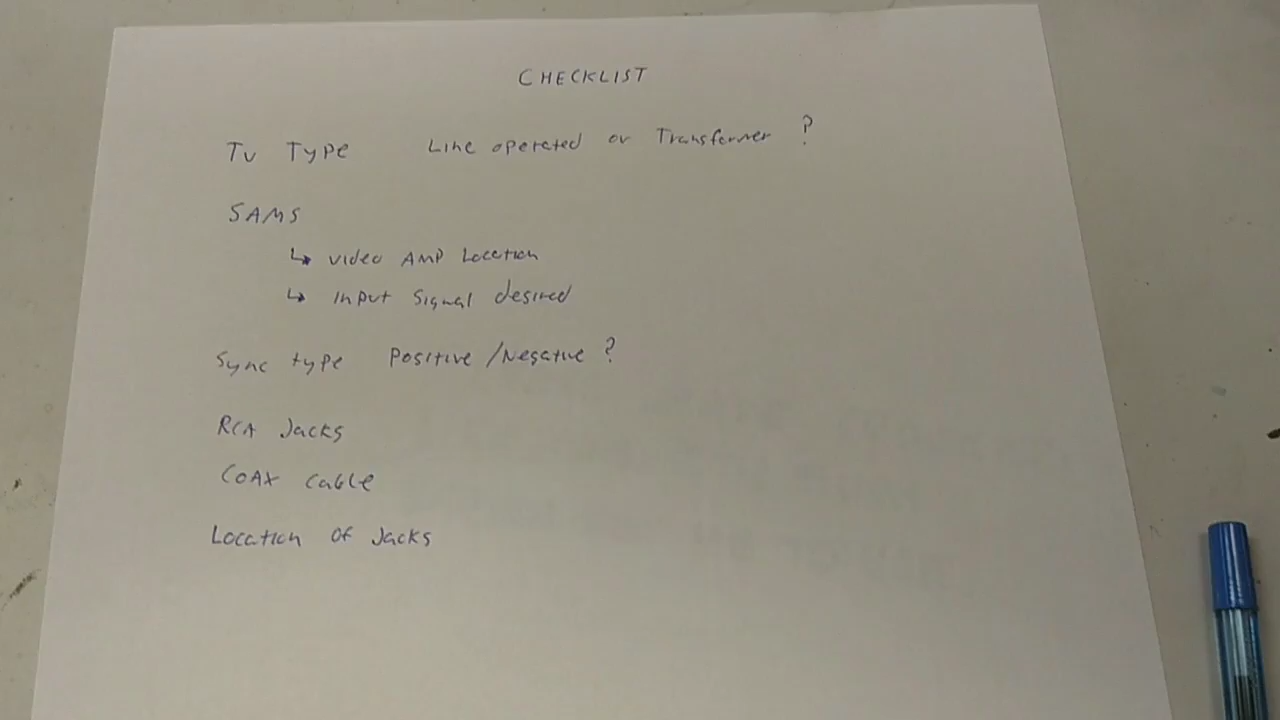 CHECKLIST
TV Type Line operated or Transformer ?
SAMS
↳ video AMP Location
↳ Input Signal desired
Sync type Positive/Negative ?
RCA Jacks
COAX Cable
Location OF Jacks